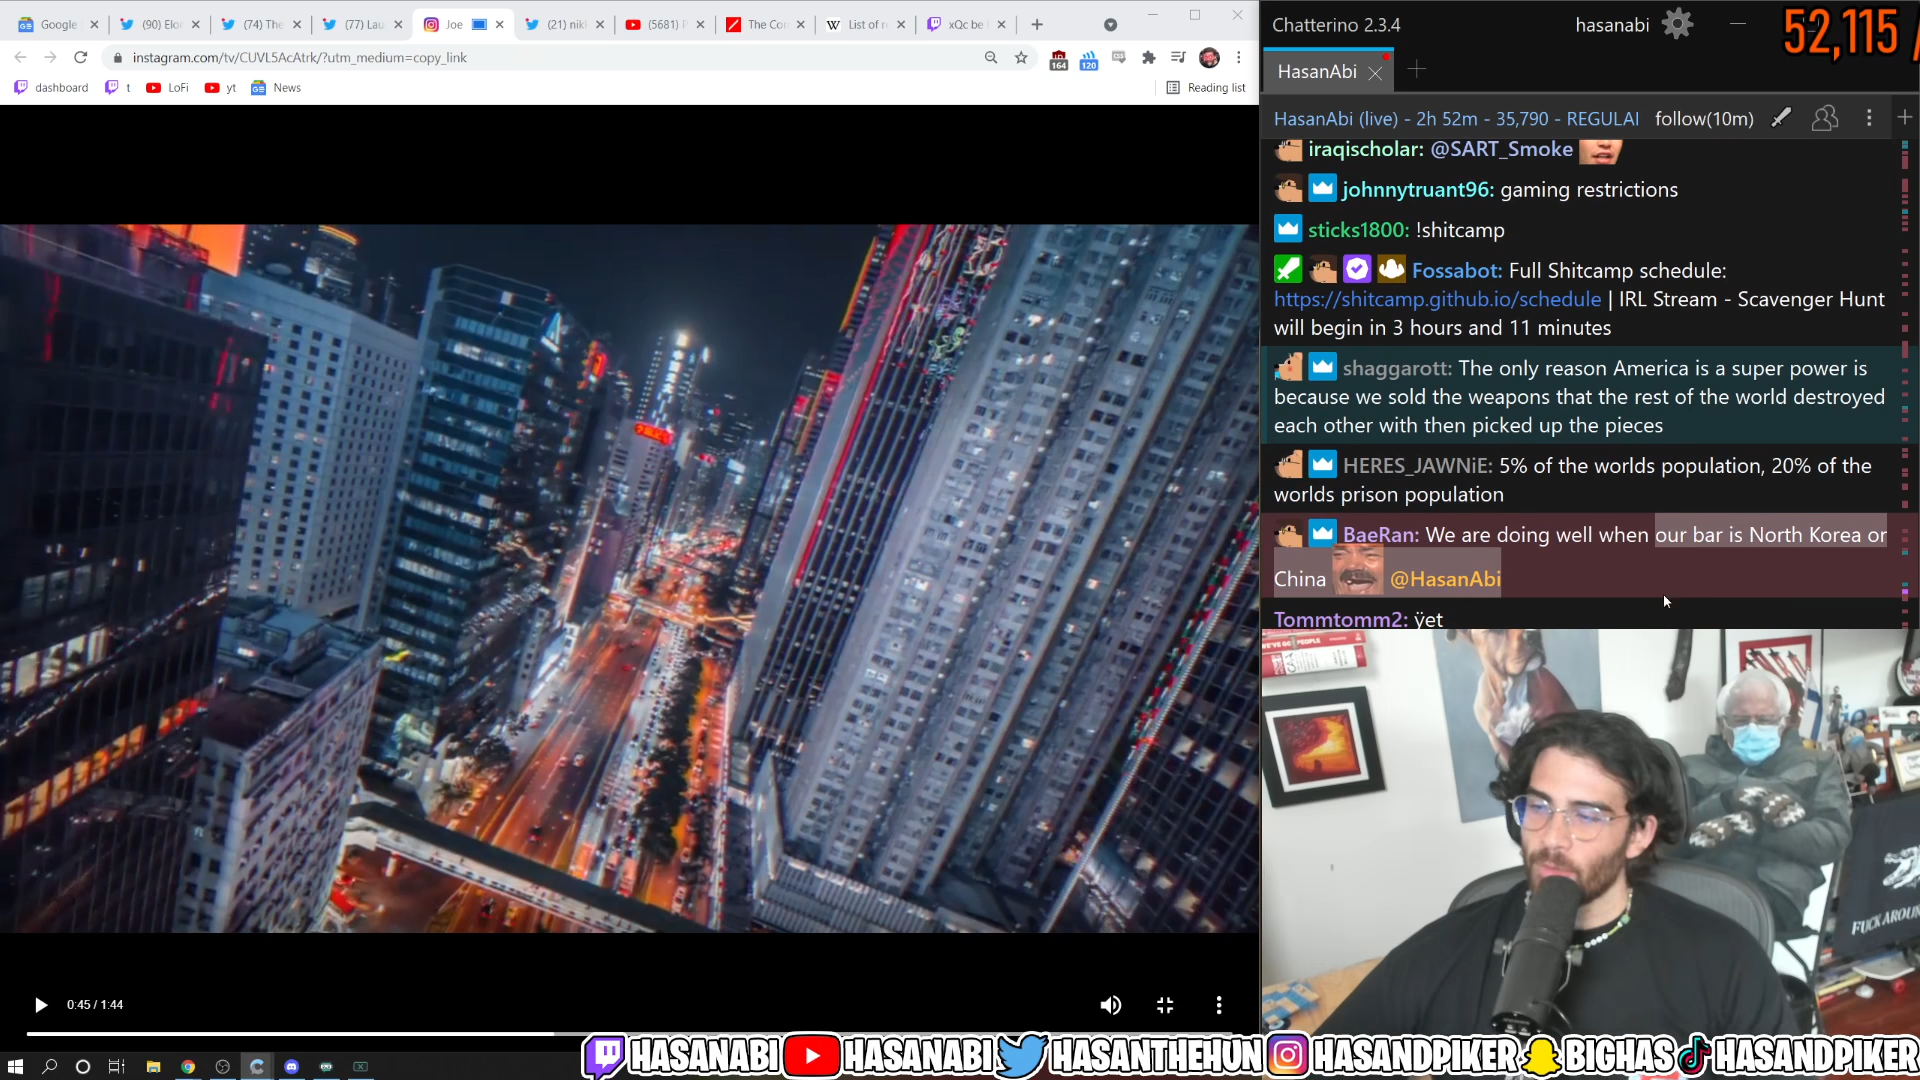 Google
(90) Elo
(74) The
(77) Lau
Joe
(21) nikl
(5681) P
The Cor
List of r
xQc be
Chatterino 2.3.4
hasanabi
52,115 /
instagram.com/tv/CUVL5AcAtrk/?utm_medium=copy_link
164
120
HasanAbi
dashboard
t
LoFi
yt
News
Reading list
HasanAbi (live) - 2h 52m - 35,790 - REGULAI
follow(10m)
iraqischolar: @SART_Smoke
johnnytruant96: gaming restrictions
sticks1800: !shitcamp
Fossabot: Full Shitcamp schedule:
https://shitcamp.github.io/schedule | IRL Stream - Scavenger Hunt
will begin in 3 hours and 11 minutes
shaggarott: The only reason America is a super power is
because we sold the weapons that the rest of the world destroyed
each other with then picked up the pieces
HERES_JAWNiE: 5% of the worlds population, 20% of the
worlds prison population
BaeRan: We are doing well when our bar is North Korea or
China @HasanAbi
Tommtomm2: ÿet
FUCK AROUN
0:45 / 1:44
HASANABI
HASANABI
HASANTHEHUN
HASANDPIKER
BIGHAS
HASANDPIKER